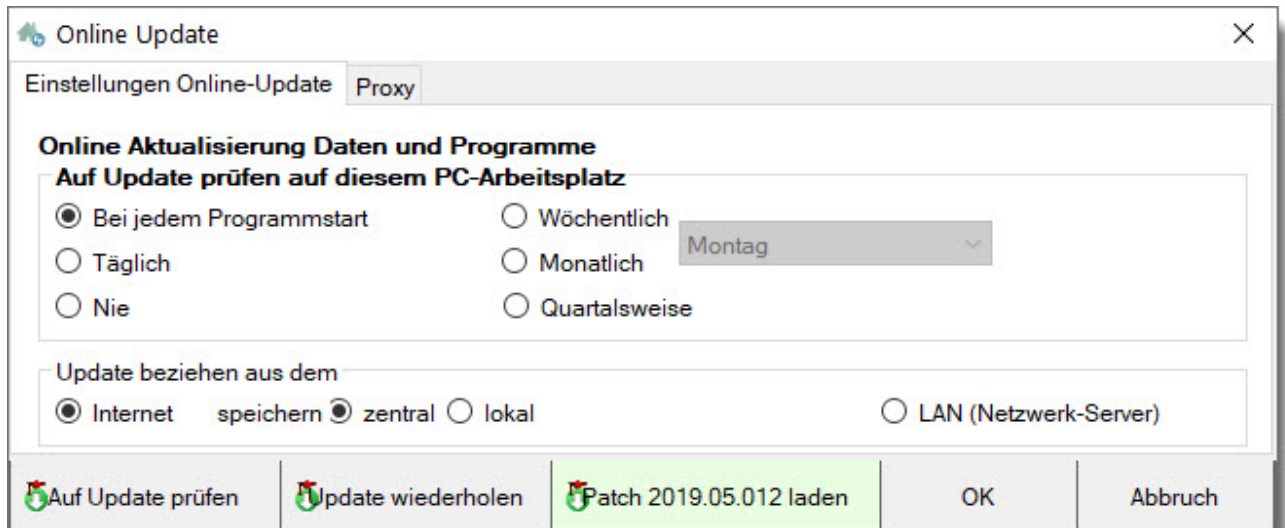 Online Update
Einstellungen Online-Update Proxy
Online Aktualisierung Daten und Programme
Auf Update prüfen auf diesem PC-Arbeitsplatz
Bei jedem Programmstart Wöchentlich
Montag
Täglich Monatlich
Nie Quartalsweise
Update beziehen aus dem
Internet speichern zentral lokal LAN (Netzwerk-Server)
Auf Update prüfen Update wiederholen Patch 2019.05.012 laden OK Abbruch